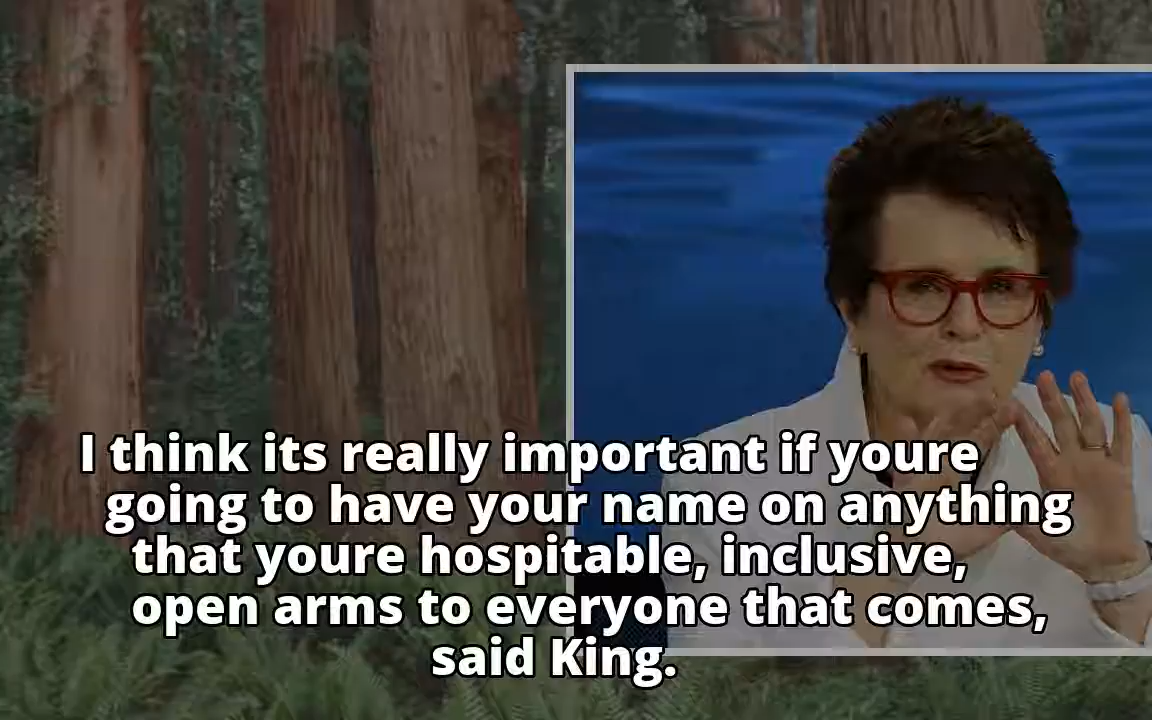 I think its really important if youre
going to have your name on anything
that youre hospitable, inclusive,
open arms to everyone that comes,
said King.